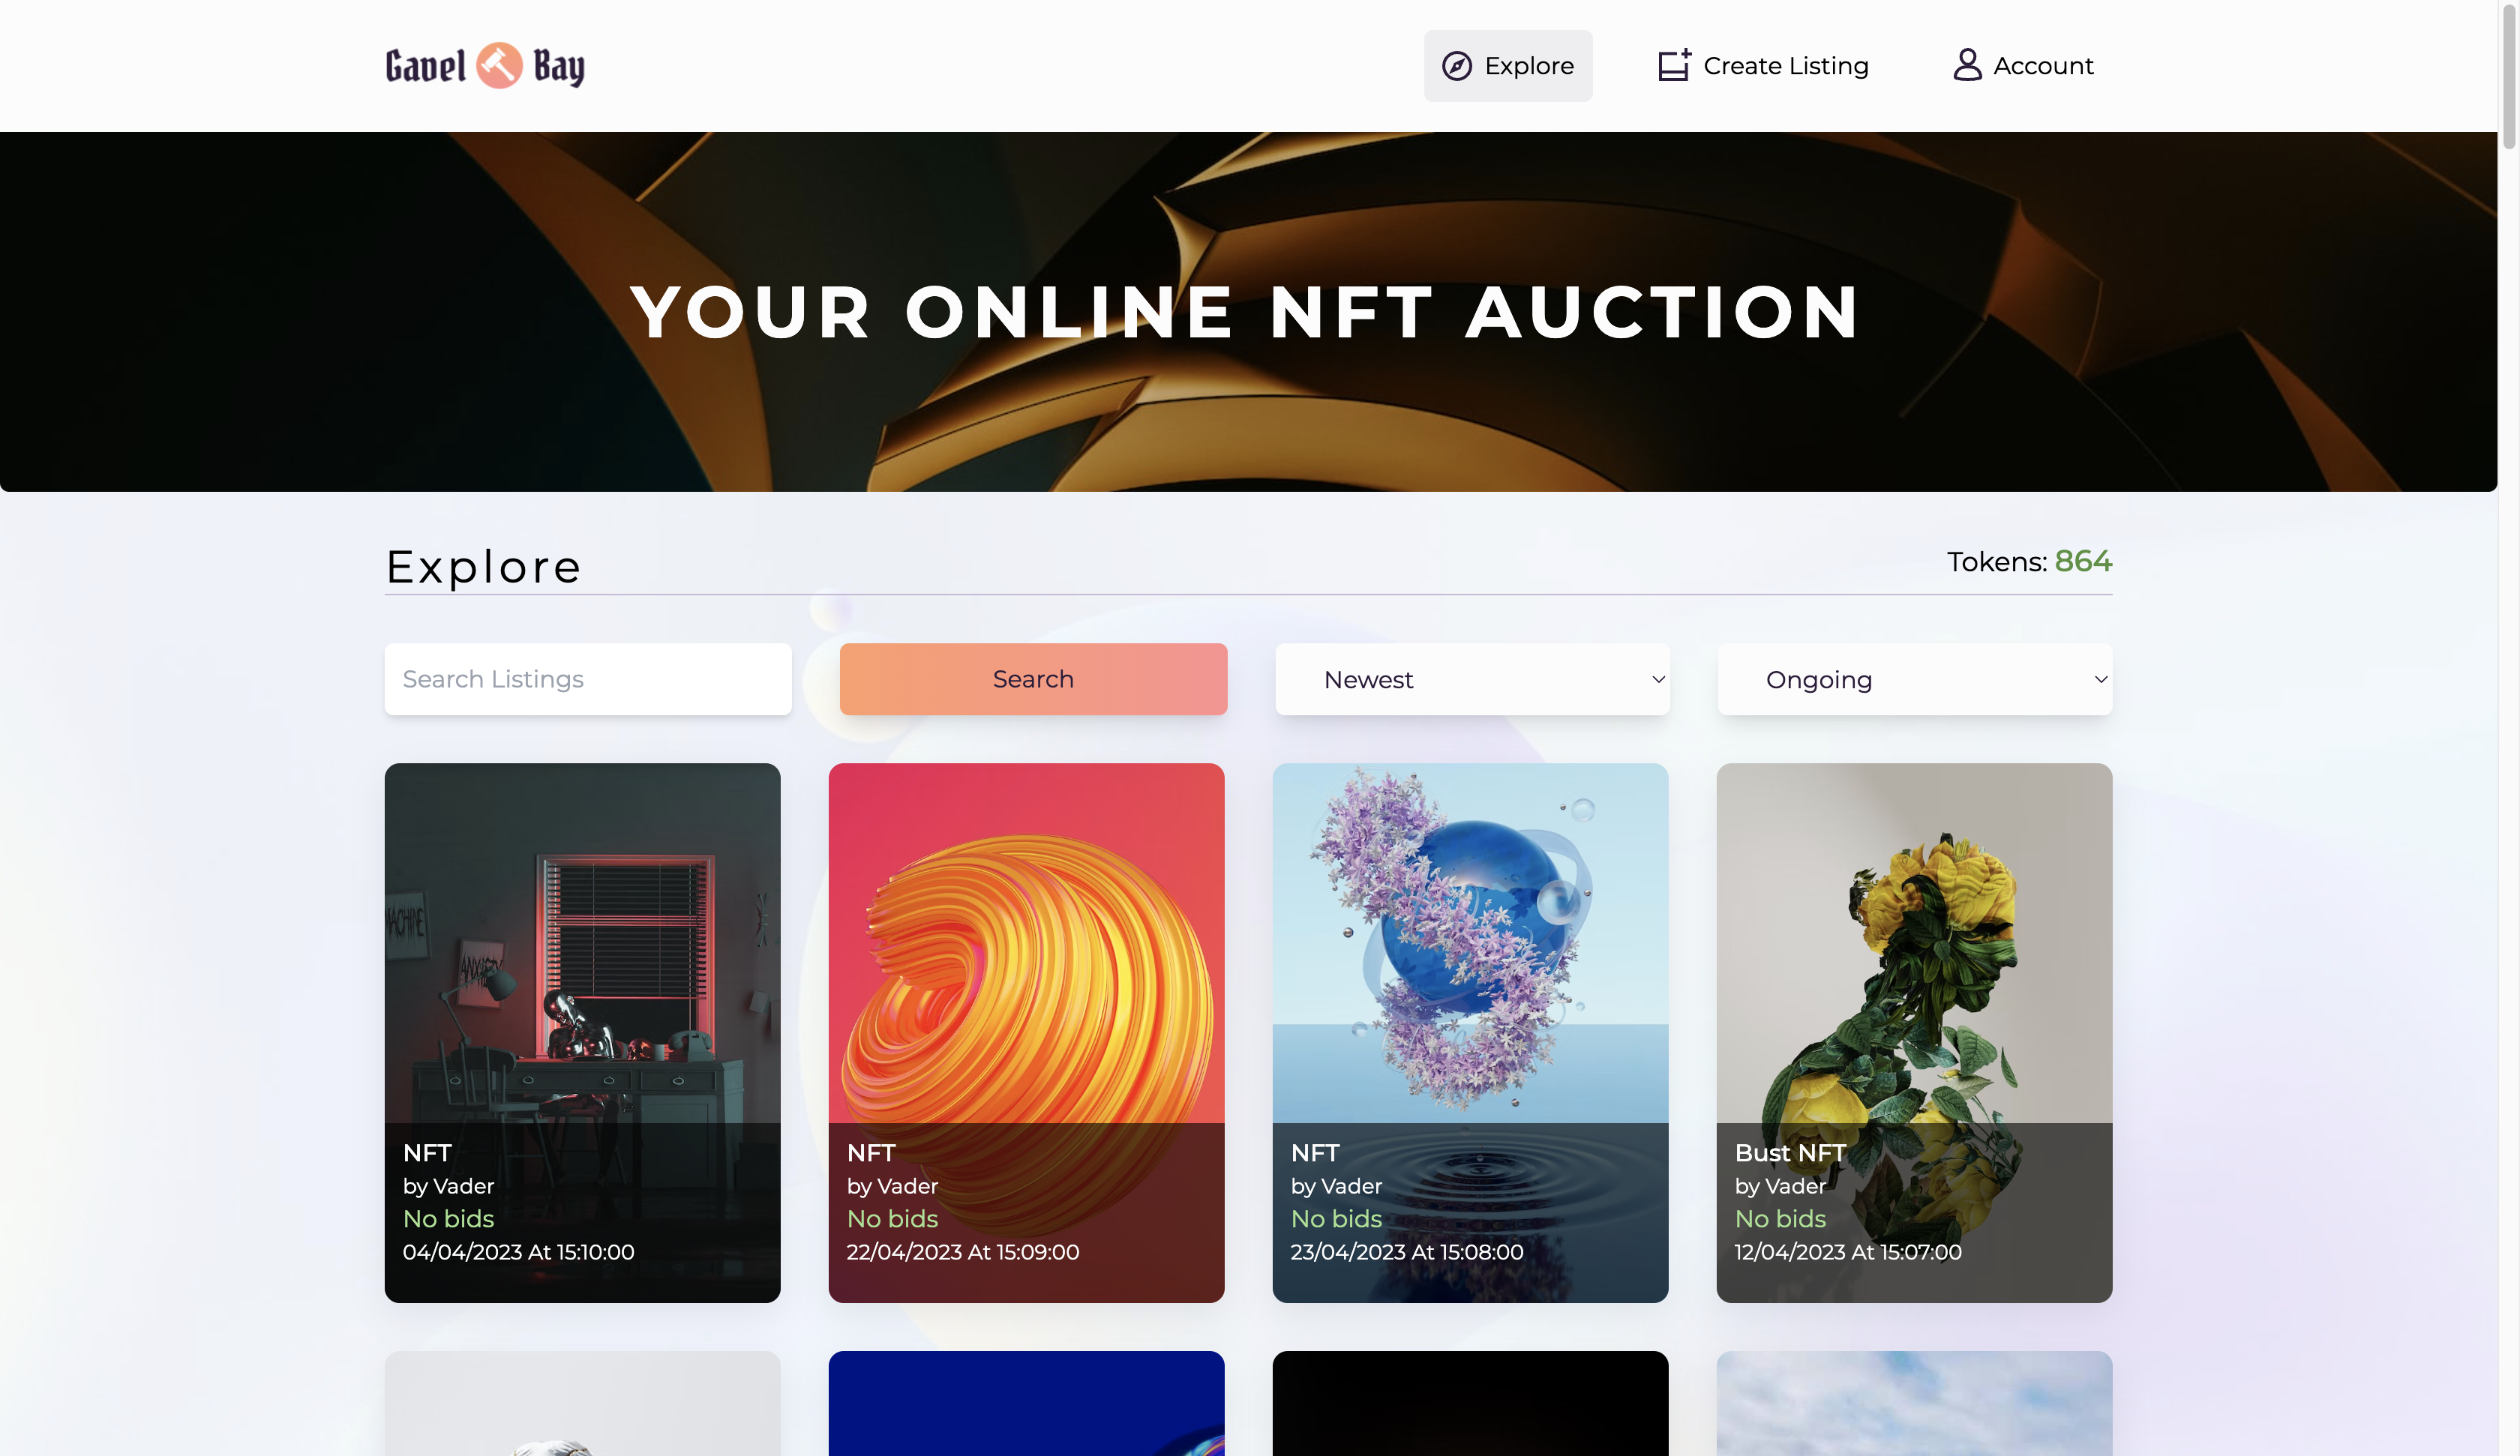 Gavel Bay
Explore
Create Listing
Account
YOUR ONLINE NFT AUCTION
Explore
Tokens: 864
Search Listings
Search
Newest
Ongoing
MACHINE
ANXIETY
NFT
by Vader
No bids
04/04/2023 At 15:10:00
NFT
by Vader
No bids
22/04/2023 At 15:09:00
NFT
by Vader
No bids
23/04/2023 At 15:08:00
Bust NFT
by Vader
No bids
12/04/2023 At 15:07:00